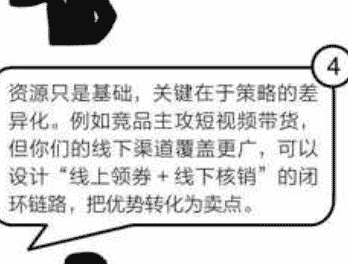 4
资源只是基础，关键在于策略的差
异化。例如竞品主攻短视频带货，
但你们的线下渠道覆盖更广，可以
设计“线上领券+线下核销”的闭
环链路，把优势转化为卖点。